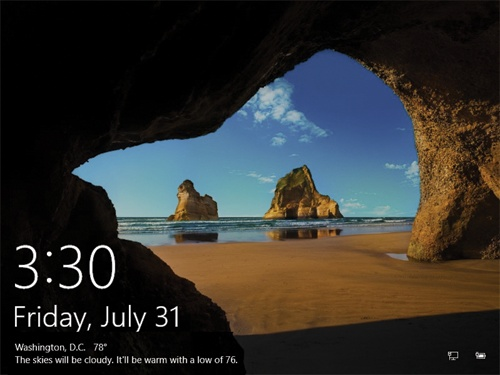 3:30
Friday, July 31
Washington, D.C. 78°
The skies will be cloudy. It'll be warm with a low of 76.